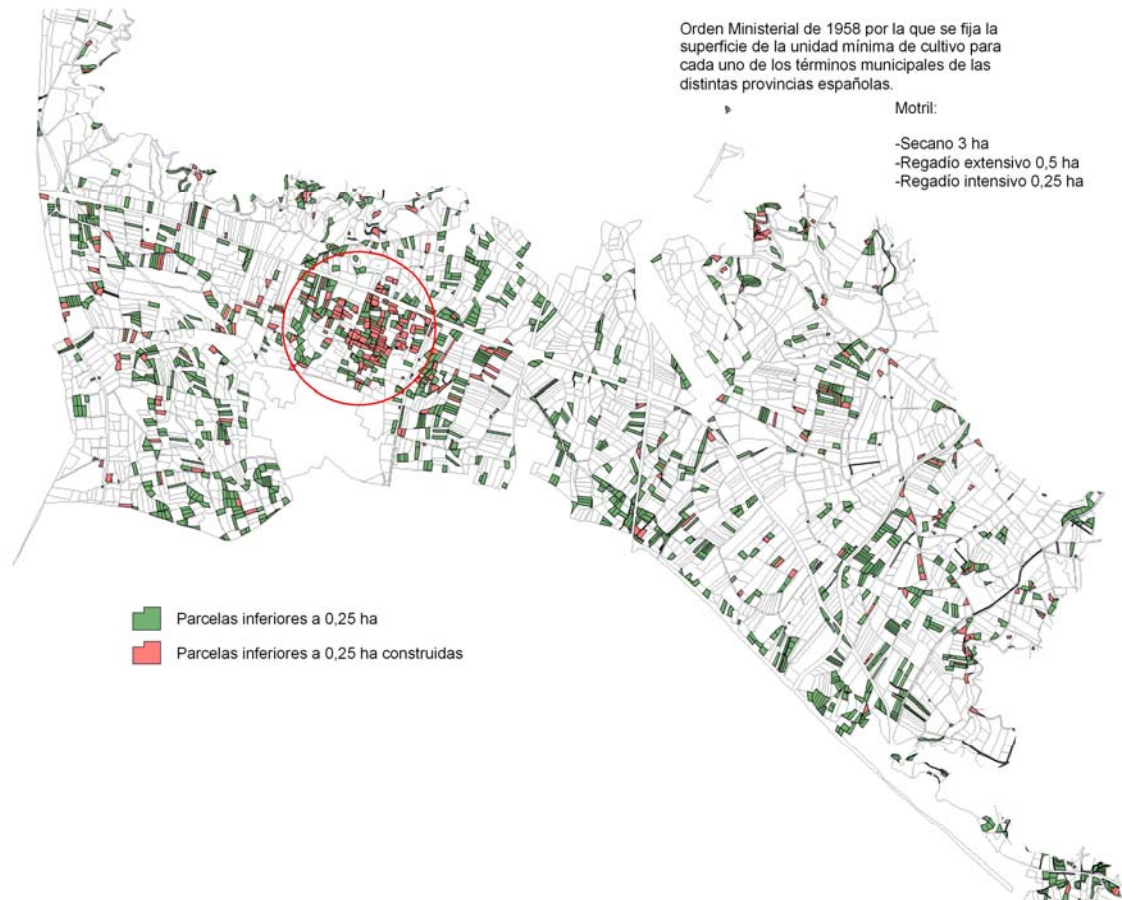 Orden Ministerial de 1958 por la que se fija la
superficie de la unidad mínima de cultivo para
cada uno de los términos municipales de las
distintas provincias españolas.
Motril:
-Secano 3 ha
-Regadío extensivo 0,5 ha
-Regadío intensivo 0,25 ha
Parcelas inferiores a 0,25 ha
Parcelas inferiores a 0,25 ha construidas